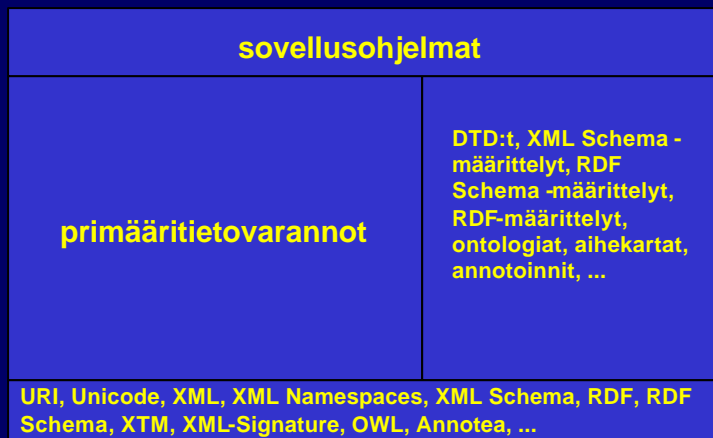 sovellusohjelmat
primääritietovarannot
DTD:t, XML Schema -
määrittelyt, RDF
Schema -määrittelyt,
RDF-määrittelyt,
ontologiat, aihekartat,
annotoinnit, ...
URI, Unicode, XML, XML Namespaces, XML Schema, RDF, RDF
Schema, XTM, XML-Signature, OWL, Annotea, ...